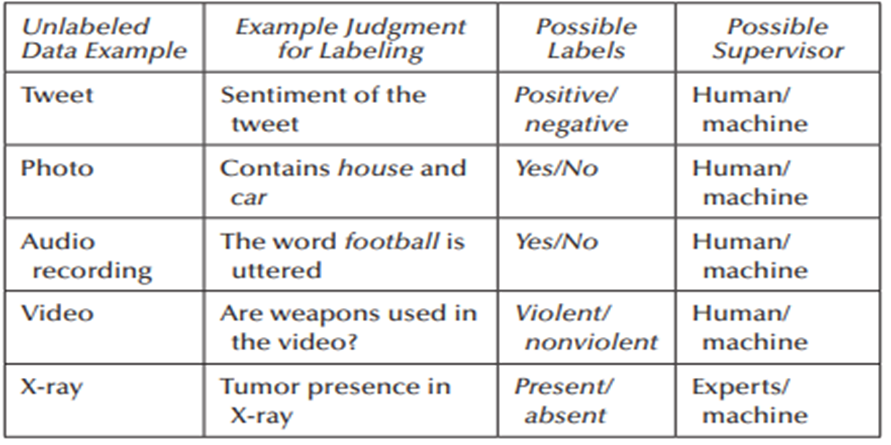 Unlabeled Data Example
Example Judgment for Labeling
Possible Labels
Possible Supervisor
Tweet
Sentiment of the tweet
Positive/ negative
Human/ machine
Photo
Contains house and car
Yes/No
Human/ machine
Audio recording
The word football is uttered
Yes/No
Human/ machine
Video
Are weapons used in the video?
Violent/ nonviolent
Human/ machine
X-ray
Tumor presence in X-ray
Present/ absent
Experts/ machine